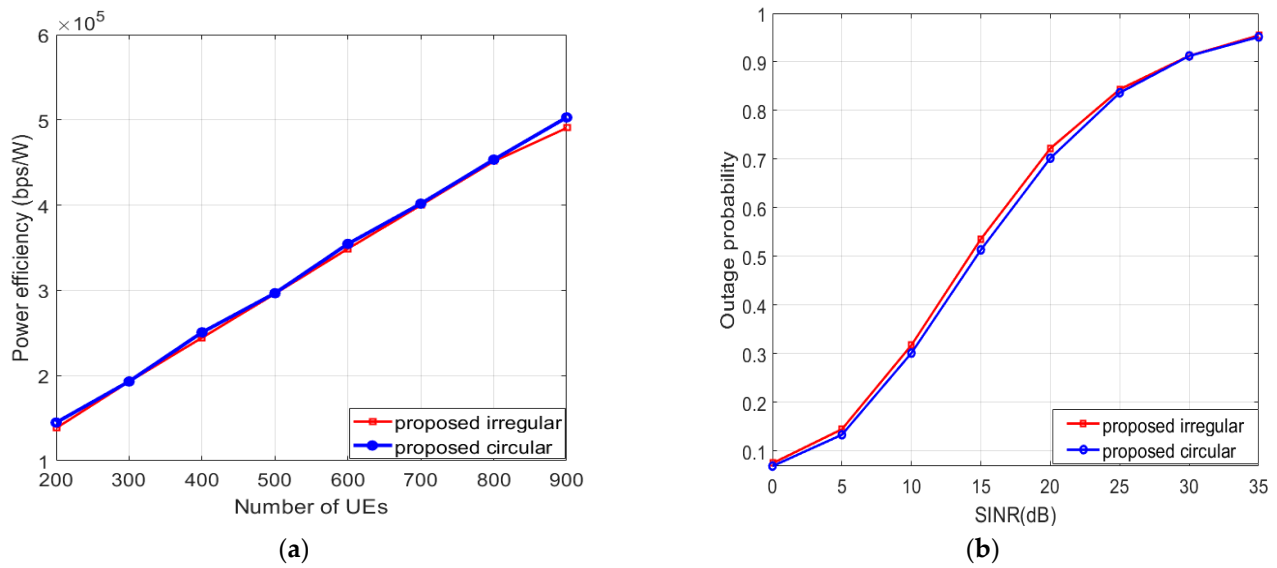 ×10⁵
6
5
4
3
2
1
Power efficiency (bps/W)
200 300 400 500 600 700 800 900
Number of UEs
proposed irregular
proposed circular
(a)
1
0.9
0.8
0.7
0.6
0.5
0.4
0.3
0.2
0.1
Outage probability
0 5 10 15 20 25 30 35
SINR(dB)
proposed irregular
proposed circular
(b)